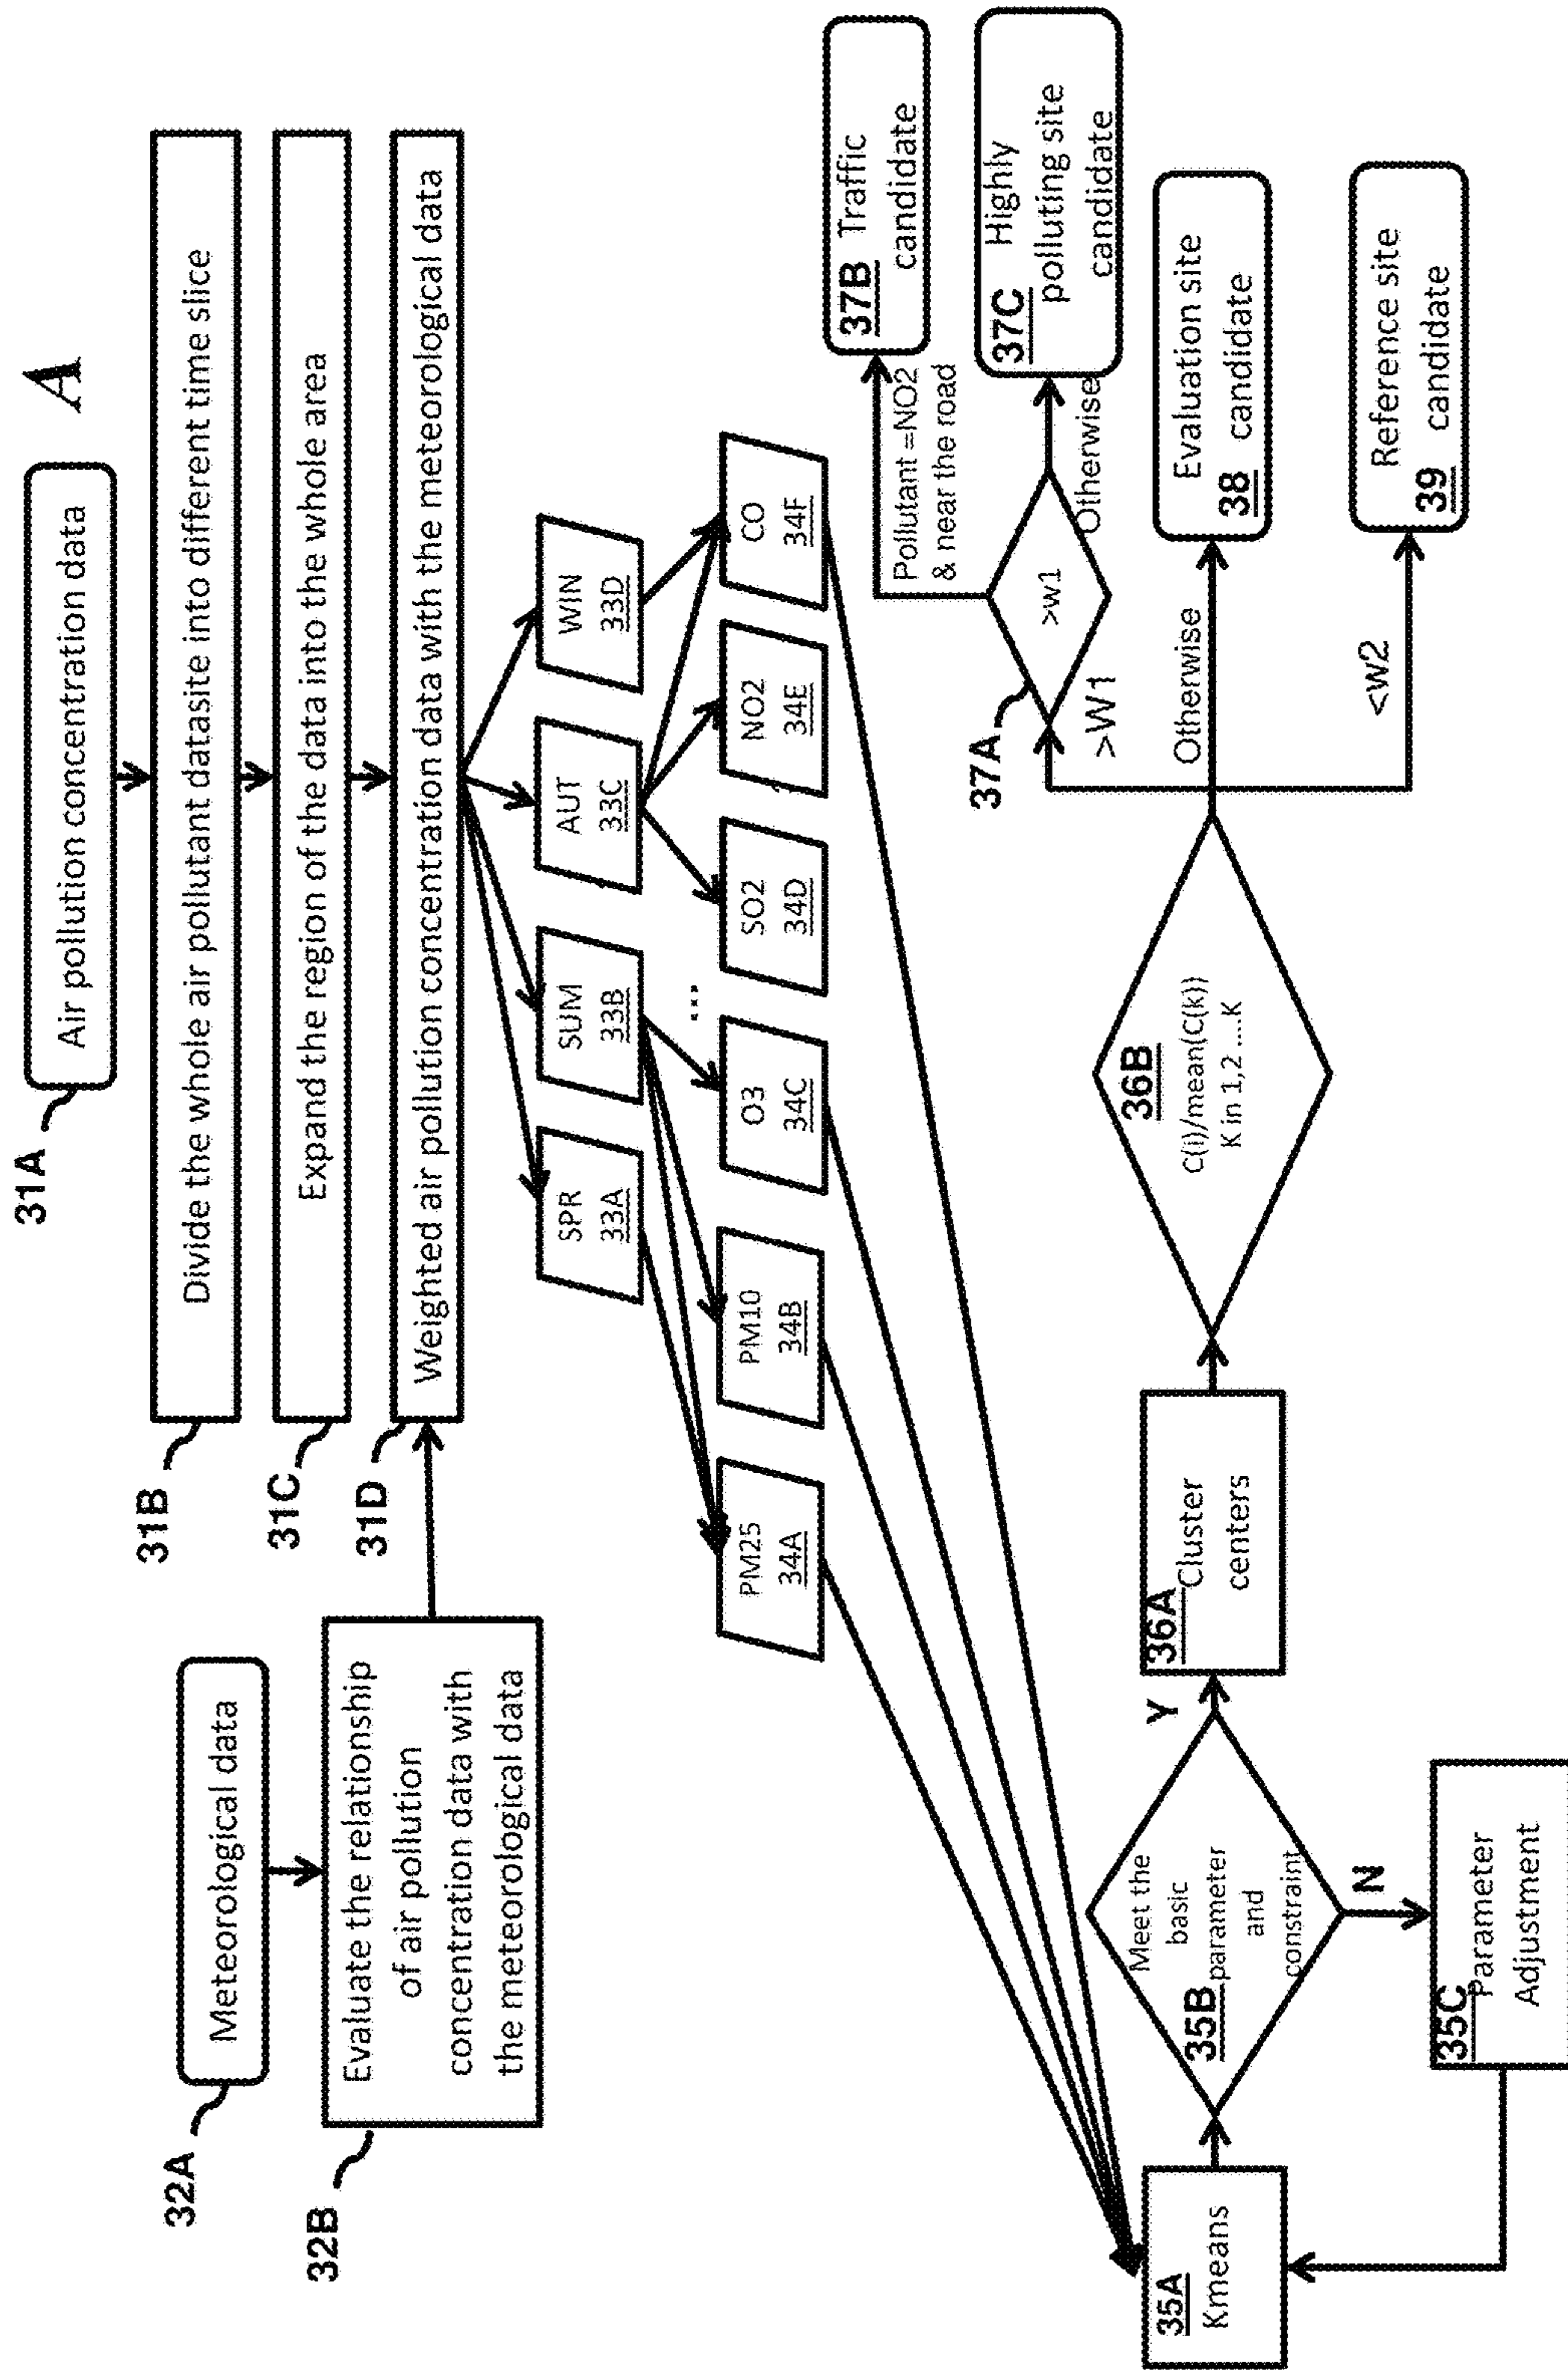 A
31A
Air pollution concentration data
31B
Divide the whole air pollutant datasite into different time slice
31C
Expand the region of the data into the whole area
31D
Weighted air pollution concentration data with the meteorological data
32A
Meteorological data
32B
Evaluate the relationship
of air pollution
concentration data with
the meteorological data
SPR
33A
SUM
33B
AUT
33C
WIN
33D
...
PM25
34A
PM10
34B
O3
34C
SO2
34D
NO2
34E
CO
34F
35A
Kmeans
Meet the
basic
35B parameter
and
constraint
Y
N
35C Parameter
Adjustment
36A Cluster
centers
36B
C(i)/mean(C(k))
K in 1,2 ....K
37A
>W1
>w1
Pollutant =NO2
& near the road
Otherwise
37B Traffic
candidate
37C Highly
polluting site
candidate
Otherwise
Evaluation site
38 candidate
<w2
Reference site
39 candidate